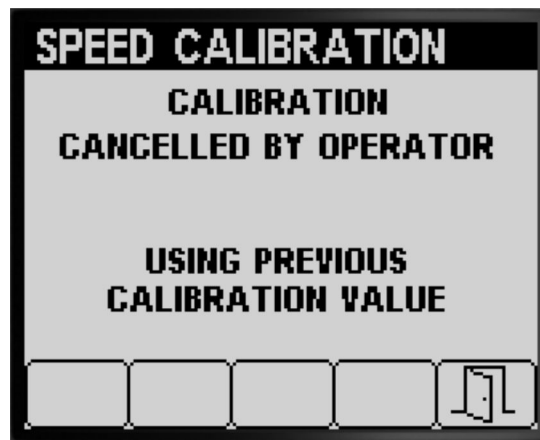 SPEED CALIBRATION
CALIBRATION
CANCELLED BY OPERATOR
USING PREVIOUS
CALIBRATION VALUE